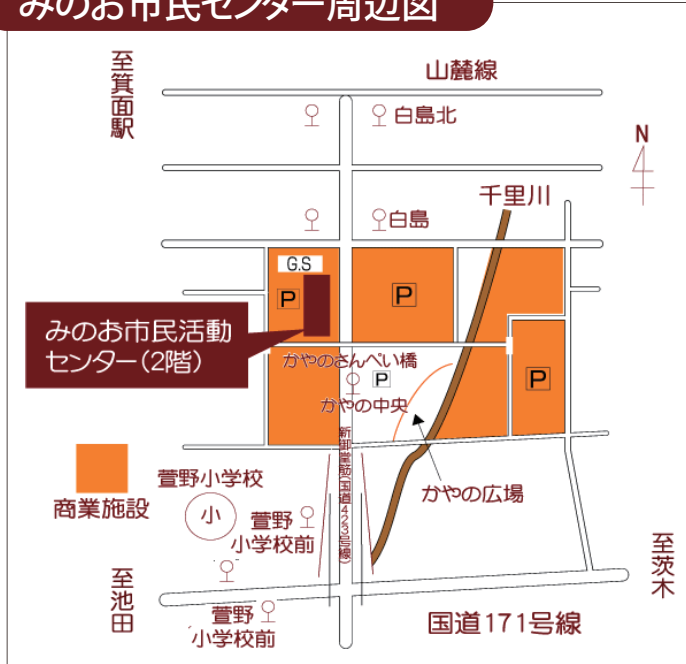 みのお市民センター周辺図
至箕面駅
山麓線
白島北
N
千里川
白島
G.S
P
P
みのお市民活動
センター（2階）
かやのさんぺい橋
P
P
かやの中央
新御堂筋（国道423号線）
商業施設
萱野小学校
小
かやの広場
萱野
小学校前
至茨木
至池田
萱野
小学校前
国道171号線